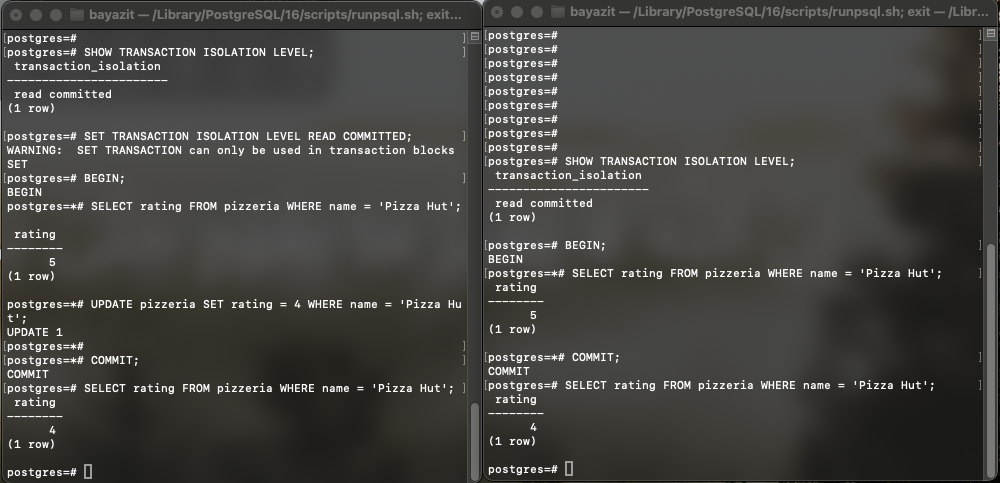 bayazit — /Library/PostgreSQL/16/scripts/runpsql.sh; exit...
[postgres=# ]
[postgres=# SHOW TRANSACTION ISOLATION LEVEL; ]
transaction_isolation
-----------------------
read committed
(1 row)
[postgres=# SET TRANSACTION ISOLATION LEVEL READ COMMITTED; ]
WARNING:  SET TRANSACTION can only be used in transaction blocks
SET
[postgres=# BEGIN; ]
BEGIN
postgres=*# SELECT rating FROM pizzeria WHERE name = 'Pizza Hut';
rating
--------
5
(1 row)
postgres=*# UPDATE pizzeria SET rating = 4 WHERE name = 'Pizza Hu
t';
UPDATE 1
[postgres=*# ]
[postgres=*# COMMIT; ]
COMMIT
[postgres=# SELECT rating FROM pizzeria WHERE name = 'Pizza Hut'; ]
rating
--------
4
(1 row)
postgres=#
bayazit — /Library/PostgreSQL/16/scripts/runpsql.sh; exit — /Libr...
[postgres=# ]
[postgres=# ]
[postgres=# ]
[postgres=# ]
[postgres=# ]
[postgres=# ]
[postgres=# ]
[postgres=# ]
[postgres=# ]
[postgres=# SHOW TRANSACTION ISOLATION LEVEL; ]
transaction_isolation
-----------------------
read committed
(1 row)
[postgres=# BEGIN; ]
BEGIN
[postgres=*# SELECT rating FROM pizzeria WHERE name = 'Pizza Hut'; ]
rating
--------
5
(1 row)
[postgres=*# COMMIT; ]
COMMIT
[postgres=# SELECT rating FROM pizzeria WHERE name = 'Pizza Hut'; ]
rating
--------
4
(1 row)
postgres=#